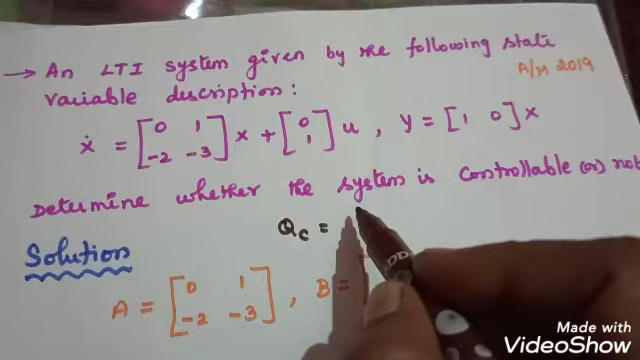 → An LTI system given by the following state
A/M 2019
variable description:
ẋ = [0 1 -2 -3] x + [0 1] u , y = [1 0] x
Determine whether the system is controllable (or) not
Qc =
Solution
A = [0 1 -2 -3] , B =
Made with
VideoShow